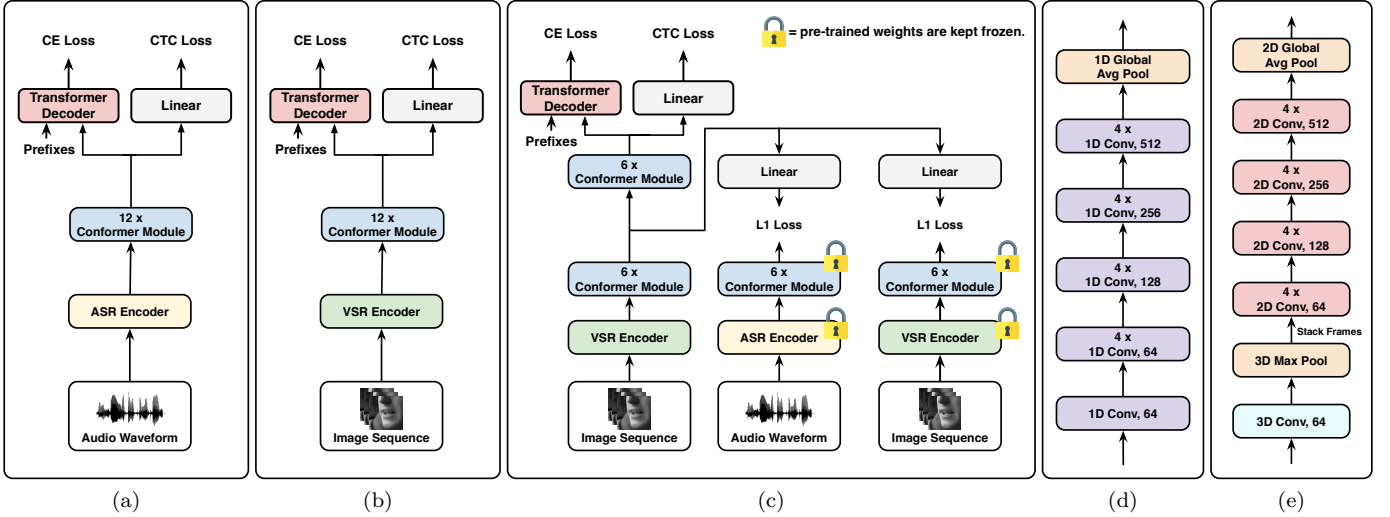 CE Loss
CTC Loss
Transformer
Decoder
Linear
Prefixes
12 x
Conformer Module
ASR Encoder
Audio Waveform
(a)
CE Loss
CTC Loss
Transformer
Decoder
Linear
Prefixes
12 x
Conformer Module
VSR Encoder
Image Sequence
(b)
= pre-trained weights are kept frozen.
CE Loss
CTC Loss
Transformer
Decoder
Linear
Prefixes
6 x
Conformer Module
Linear
Linear
L1 Loss
L1 Loss
6 x
Conformer Module
6 x
Conformer Module
6 x
Conformer Module
VSR Encoder
ASR Encoder
VSR Encoder
Image Sequence
Audio Waveform
Image Sequence
(c)
1D Global
Avg Pool
4 x
1D Conv, 512
4 x
1D Conv, 256
4 x
1D Conv, 128
4 x
1D Conv, 64
1D Conv, 64
(d)
2D Global
Avg Pool
4 x
2D Conv, 512
4 x
2D Conv, 256
4 x
2D Conv, 128
4 x
2D Conv, 64
Stack Frames
3D Max Pool
3D Conv, 64
(e)